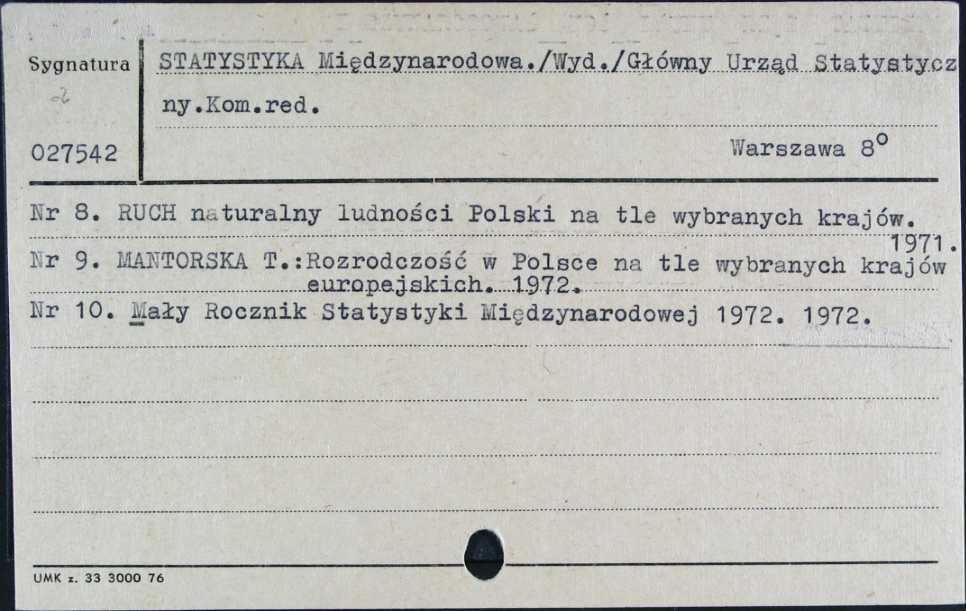 Sygnatura
2
027542
STATYSTYKA Międzynarodowa./Wyd./Główny Urząd Statystycz
ny.Kom.red.
Warszawa 8°
Nr 8. RUCH naturalny ludności Polski na tle wybranych krajów.
1971.
Nr 9. MANTORSKA T.:Rozrodczość w Polsce na tle wybranych krajów
europejskich. 1972.
Nr 10. Mały Rocznik Statystyki Międzynarodowej 1972. 1972.
UMK z. 33 3000 76